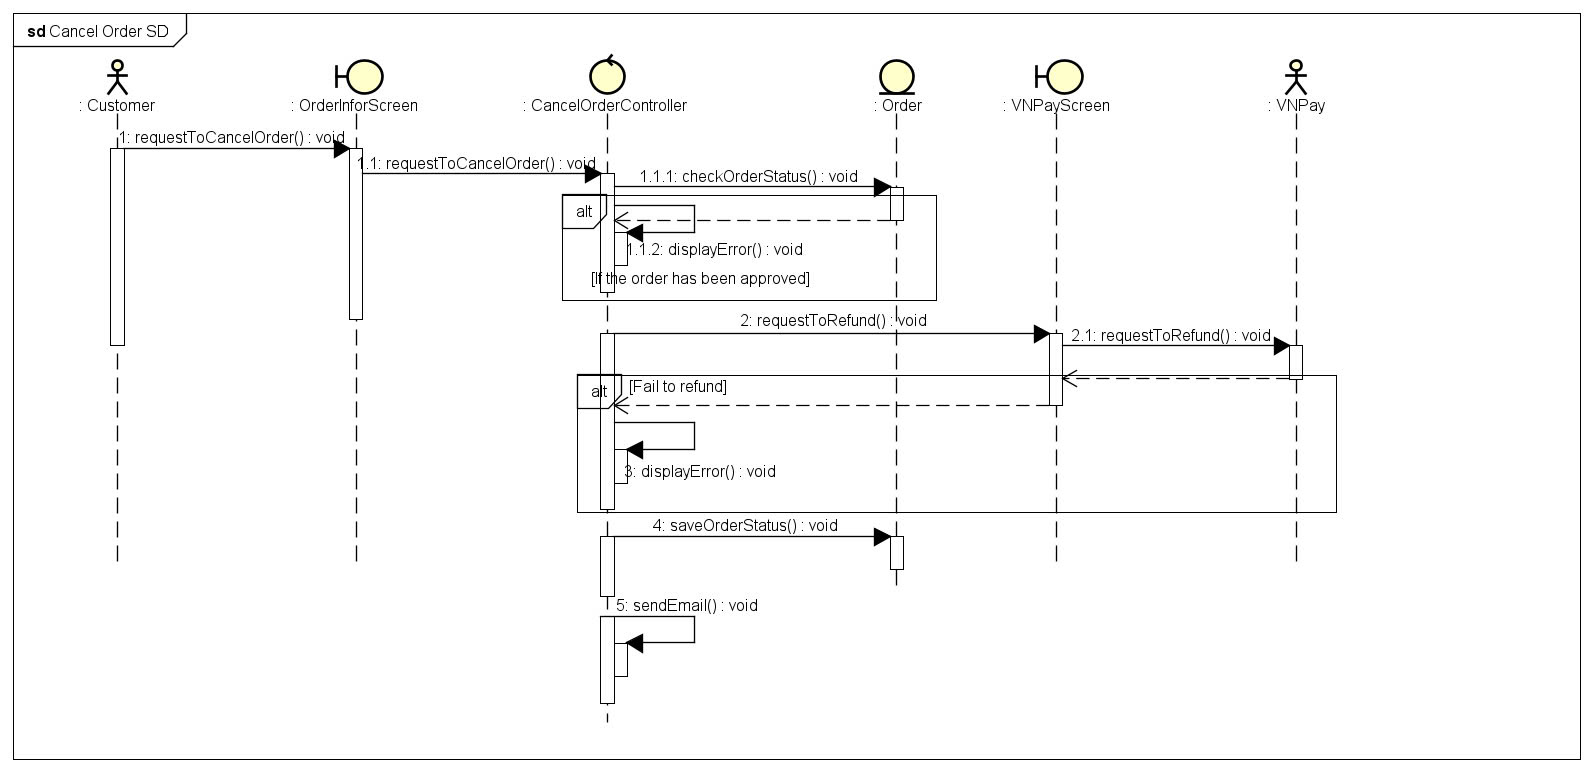 sd Cancel Order SD
: Customer
: OrderInforScreen
: CancelOrderController
: Order
: VNPayScreen
: VNPay
1: requestToCancelOrder() : void
1.1: requestToCancelOrder() : void
1.1.1: checkOrderStatus() : void
alt
1.1.2: displayError() : void
[If the order has been approved]
2: requestToRefund() : void
2.1: requestToRefund() : void
alt
[Fail to refund]
3: displayError() : void
4: saveOrderStatus() : void
5: sendEmail() : void